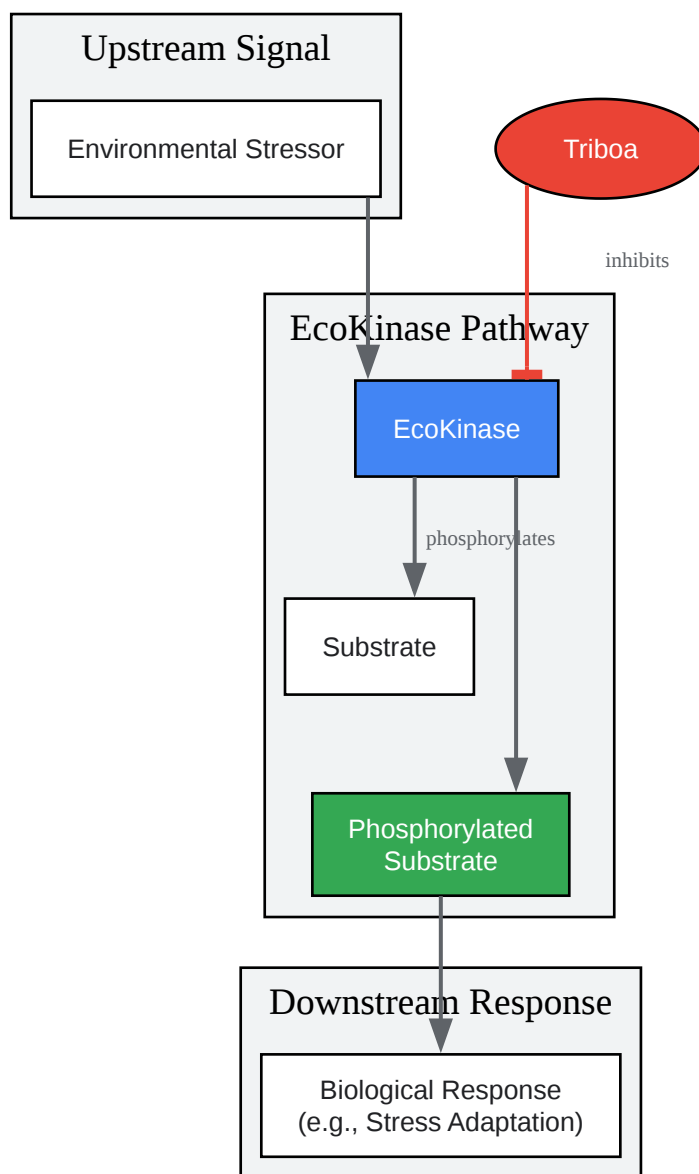 Upstream Signal
Environmental Stressor
Triboa
inhibits
EcoKinase Pathway
EcoKinase
phosphorylates
Substrate
Phosphorylated
Substrate
Downstream Response
Biological Response
(e.g., Stress Adaptation)